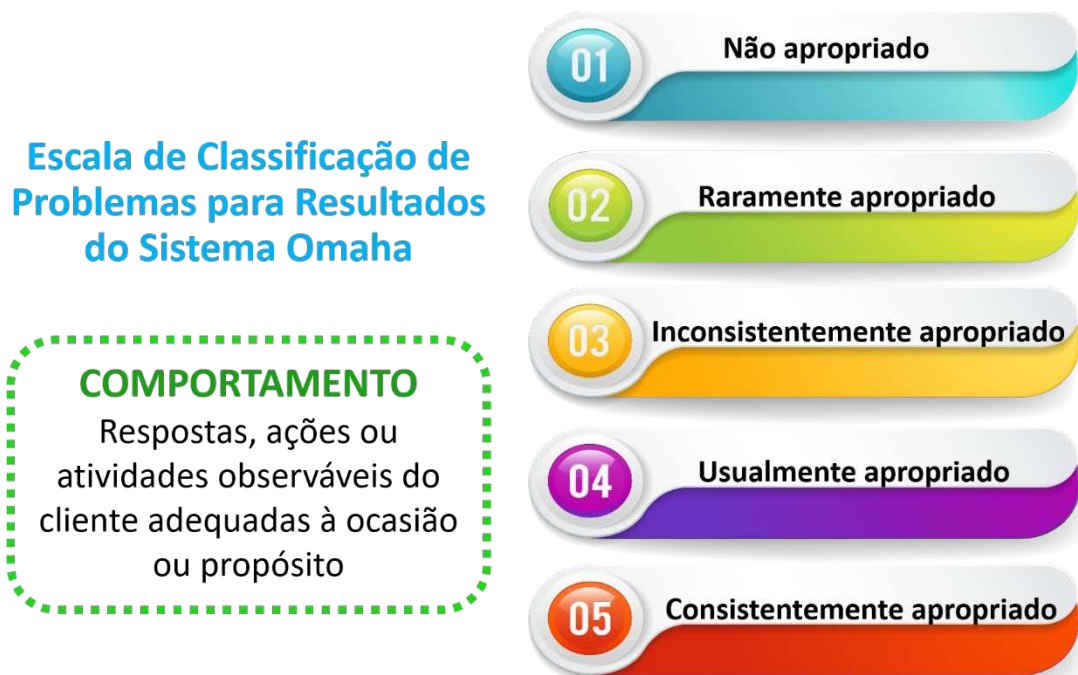 Escala de Classificação de
Problemas para Resultados
do Sistema Omaha
COMPORTAMENTO
Respostas, ações ou
atividades observáveis do
cliente adequadas à ocasião
ou propósito
01
Não apropriado
02
Raramente apropriado
03
Inconsistentemente apropriado
04
Usualmente apropriado
05
Consistentemente apropriado